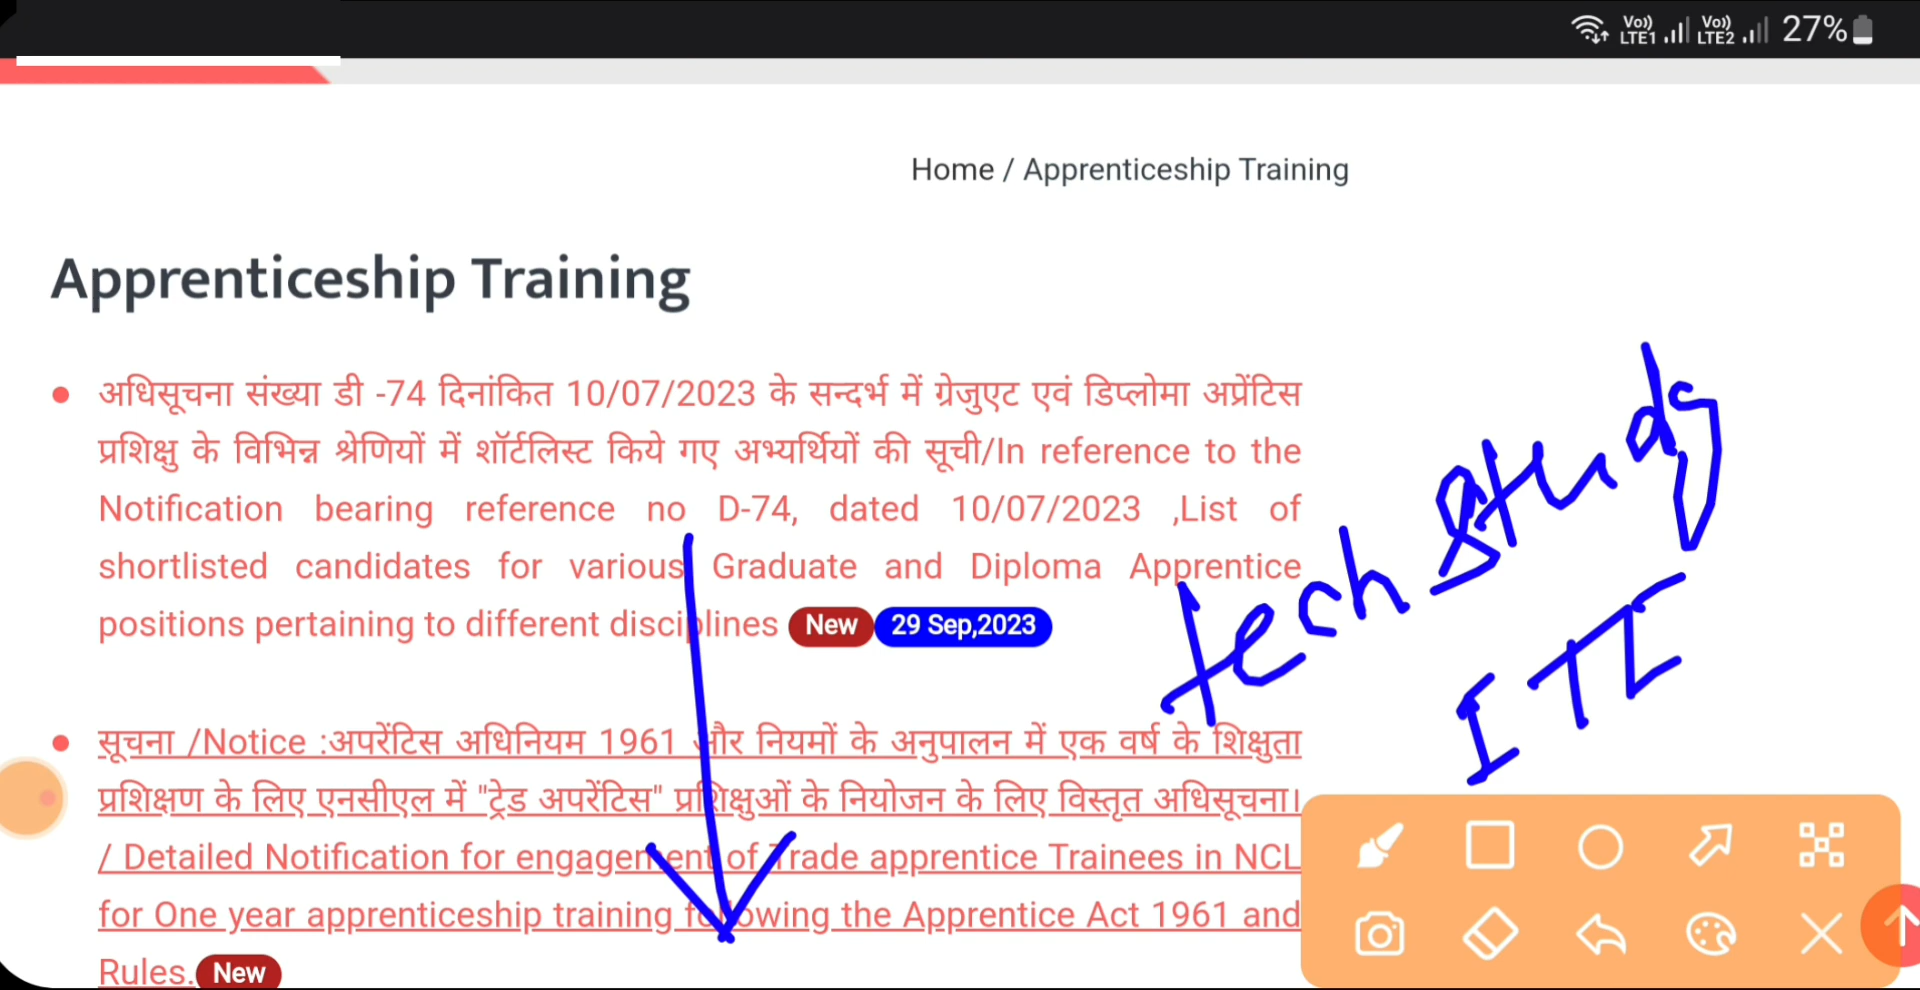 Vo)) LTE1 Vo)) LTE2 27%
Home / Apprenticeship Training
Apprenticeship Training
अधिसूचना संख्या डी -74 दिनांकित 10/07/2023 के सन्दर्भ में ग्रेजुएट एवं डिप्लोमा अप्रेंटिस
प्रशिक्षु के विभिन्न श्रेणियों में शॉर्टलिस्ट किये गए अभ्यर्थियों की सूची/In reference to the
Notification bearing reference no D-74, dated 10/07/2023 ,List of
shortlisted candidates for various Graduate and Diploma Apprentice
positions pertaining to different disciplines New 29 Sep,2023
tech study
ITI
सूचना /Notice :अपरेंटिस अधिनियम 1961 और नियमों के अनुपालन में एक वर्ष के शिक्षुता
प्रशिक्षण के लिए एनसीएल में "ट्रेड अपरेंटिस" प्रशिक्षुओं के नियोजन के लिए विस्तृत अधिसूचना।
/ Detailed Notification for engagement of Trade apprentice Trainees in NCL
for One year apprenticeship training following the Apprentice Act 1961 and
Rules. New